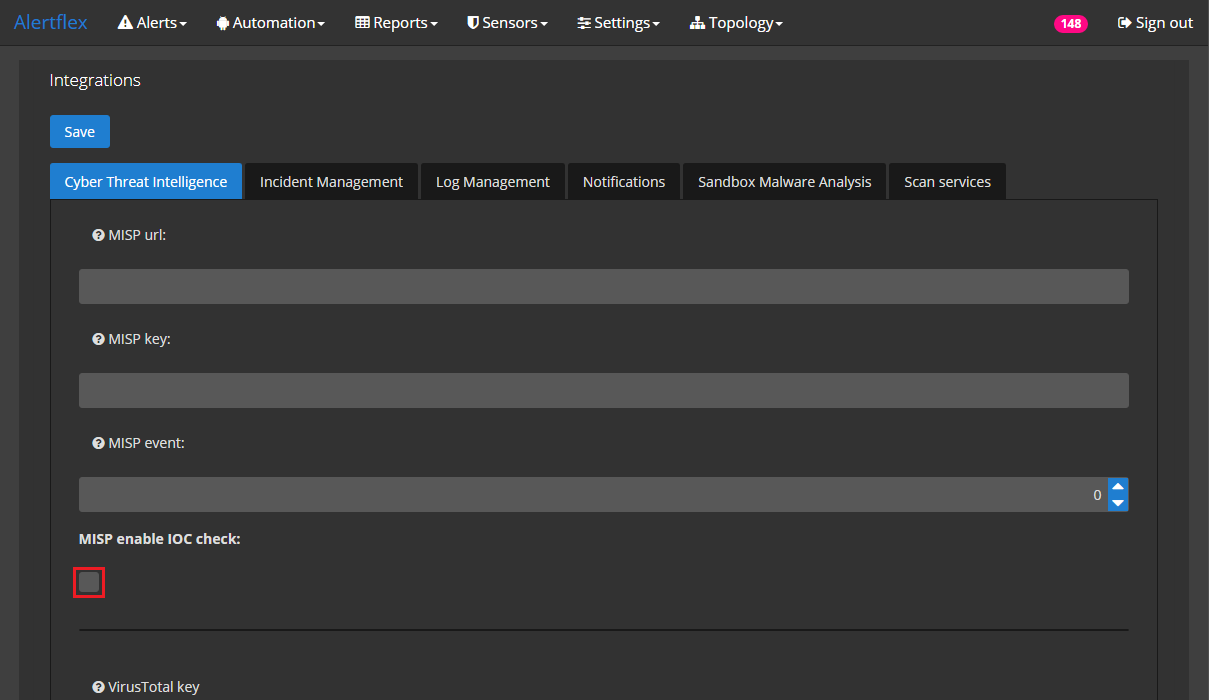 Alertflex Alerts Automation Reports Sensors Settings Topology 148 Sign out
Integrations
Save
Cyber Threat Intelligence Incident Management Log Management Notifications Sandbox Malware Analysis Scan services
MISP url:
MISP key:
MISP event:
0
MISP enable IOC check:
VirusTotal key